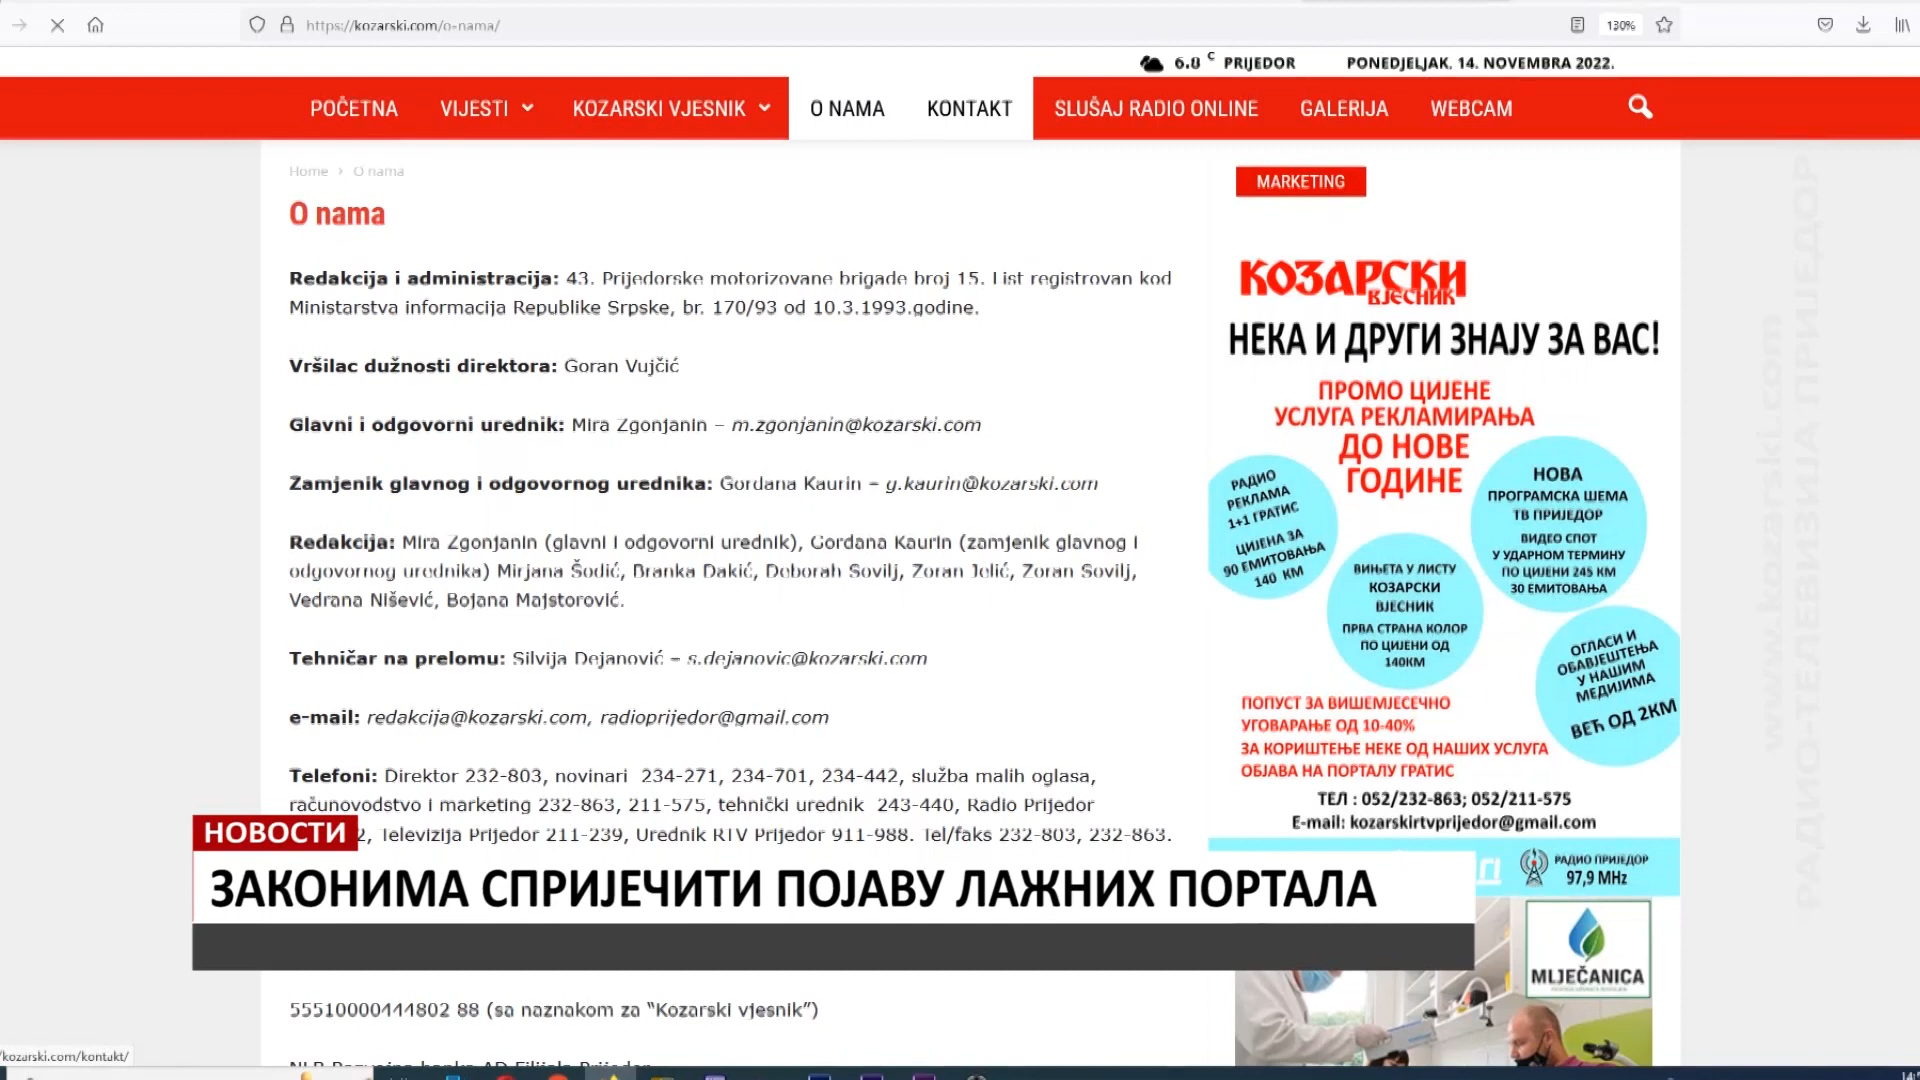 https://kozarski.com/o-nama/
130%
6.8 C PRIJEDOR
PONEDJELJAK, 14. NOVEMBRA 2022.
POČETNA VIJESTI KOZARSKI VJESNIK O NAMA KONTAKT SLUŠAJ RADIO ONLINE GALERIJA WEBCAM
Home › O nama
O nama
Redakcija i administracija: 43. Prijedorske motorizovane brigade broj 15. List registrovan kod
Ministarstva informacija Republike Srpske, br. 170/93 od 10.3.1993.godine.
Vršilac dužnosti direktora: Goran Vujčić
Glavni i odgovorni urednik: Mira Zgonjanin – m.zgonjanin@kozarski.com
Zamjenik glavnog i odgovornog urednika: Gordana Kaurin – g.kaurin@kozarski.com
Redakcija: Mira Zgonjanin (glavni i odgovorni urednik), Gordana Kaurin (zamjenik glavnog i
odgovornog urednika) Mirjana Šodić, Branka Dakić, Deborah Sovilj, Zoran Jelić, Zoran Sovilj,
Vedrana Nišević, Bojana Majstorović.
Tehničar na prelomu: Silvija Dejanović – s.dejanovic@kozarski.com
e-mail: redakcija@kozarski.com, radioprijedor@gmail.com
Telefoni: Direktor 232-803, novinari 234-271, 234-701, 234-442, služba malih oglasa,
računovodstvo i marketing 232-863, 211-575, tehnički urednik 243-440, Radio Prijedor
2, Televizija Prijedor 211-239, Urednik RTV Prijedor 911-988. Tel/faks 232-803, 232-863.
НОВОСТИ
ЗАКОНИМА СПРИЈЕЧИТИ ПОЈАВУ ЛАЖНИХ ПОРТАЛА
55510000444802 88 (sa naznakom za “Kozarski vjesnik”)
kozarski.com/kontakt/
MARKETING
КОЗАРСКИ
ВЈЕСНИК
НЕКА И ДРУГИ ЗНАЈУ ЗА ВАС!
ПРОМО ЦИЈЕНЕ
УСЛУГА РЕКЛАМИРАЊА
ДО НОВЕ
ГОДИНЕ
РАДИО
РЕКЛАМА
1+1 ГРАТИС
ЦИЈЕНА ЗА
90 ЕМИТОВАЊА
140 КМ
ВИЊЕТА У ЛИСТУ
КОЗАРСКИ
ВЈЕСНИК
ПРВА СТРАНА КОЛОР
ПО ЦИЈЕНИ ОД
140КМ
НОВА
ПРОГРАМСКА ШЕМА
ТВ ПРИЈЕДОР
ВИДЕО СПОТ
У УДАРНОМ ТЕРМИНУ
ПО ЦИЈЕНИ 245 КМ
30 ЕМИТОВАЊА
ОГЛАСИ И
ОБАВЈЕШТЕЊА
У НАШИМ
МЕДИЈИМА
ВЕЋ ОД 2КМ
ПОПУСТ ЗА ВИШЕМЈЕСЕЧНО
УГОВАРАЊЕ ОД 10-40%
ЗА КОРИШТЕЊЕ НЕКЕ ОД НАШИХ УСЛУГА
ОБЈАВА НА ПОРТАЛУ ГРАТИС
ТЕЛ : 052/232-863; 052/211-575
E-mail: kozarskirtvprijedor@gmail.com
РАДИО ПРИЈЕДОР
97,9 MHz
MLJEČANICA
www.kozarski.com
РАДИО-ТЕЛЕВИЗИЈА ПРИЈЕДОР